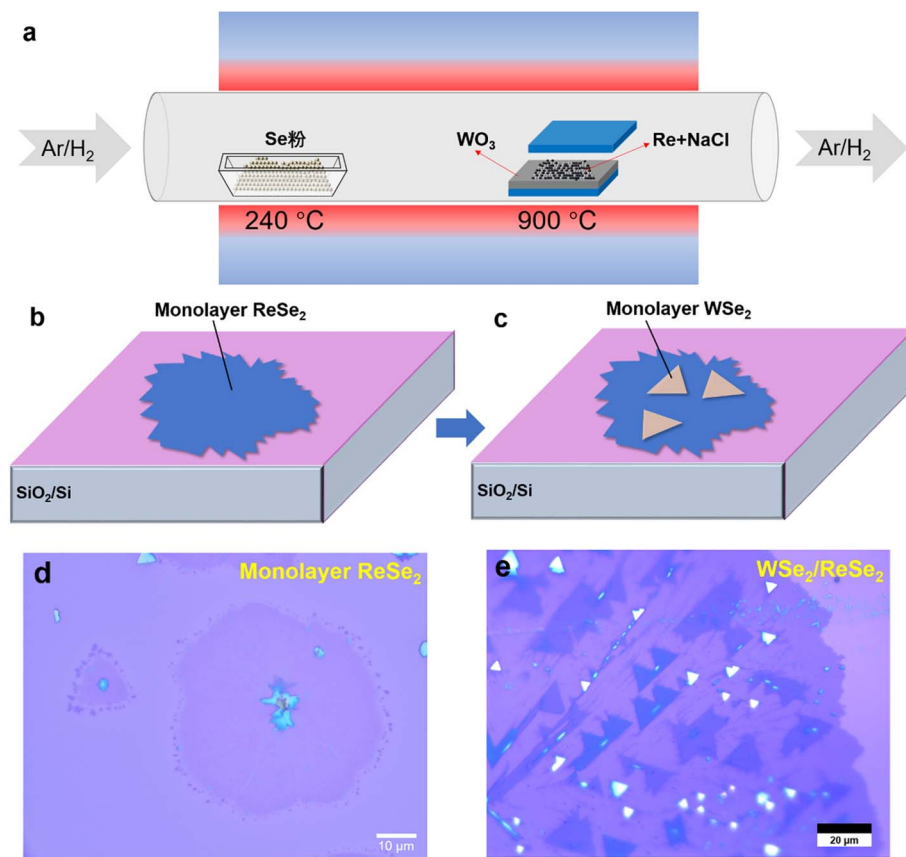 a
Ar/H₂
Se粉
WO₃
Re+NaCl
Ar/H₂
240 °C
900 °C
b
Monolayer ReSe₂
SiO₂/Si
c
Monolayer WSe₂
SiO₂/Si
d
Monolayer ReSe₂
10 μm
e
WSe₂/ReSe₂
20 μm